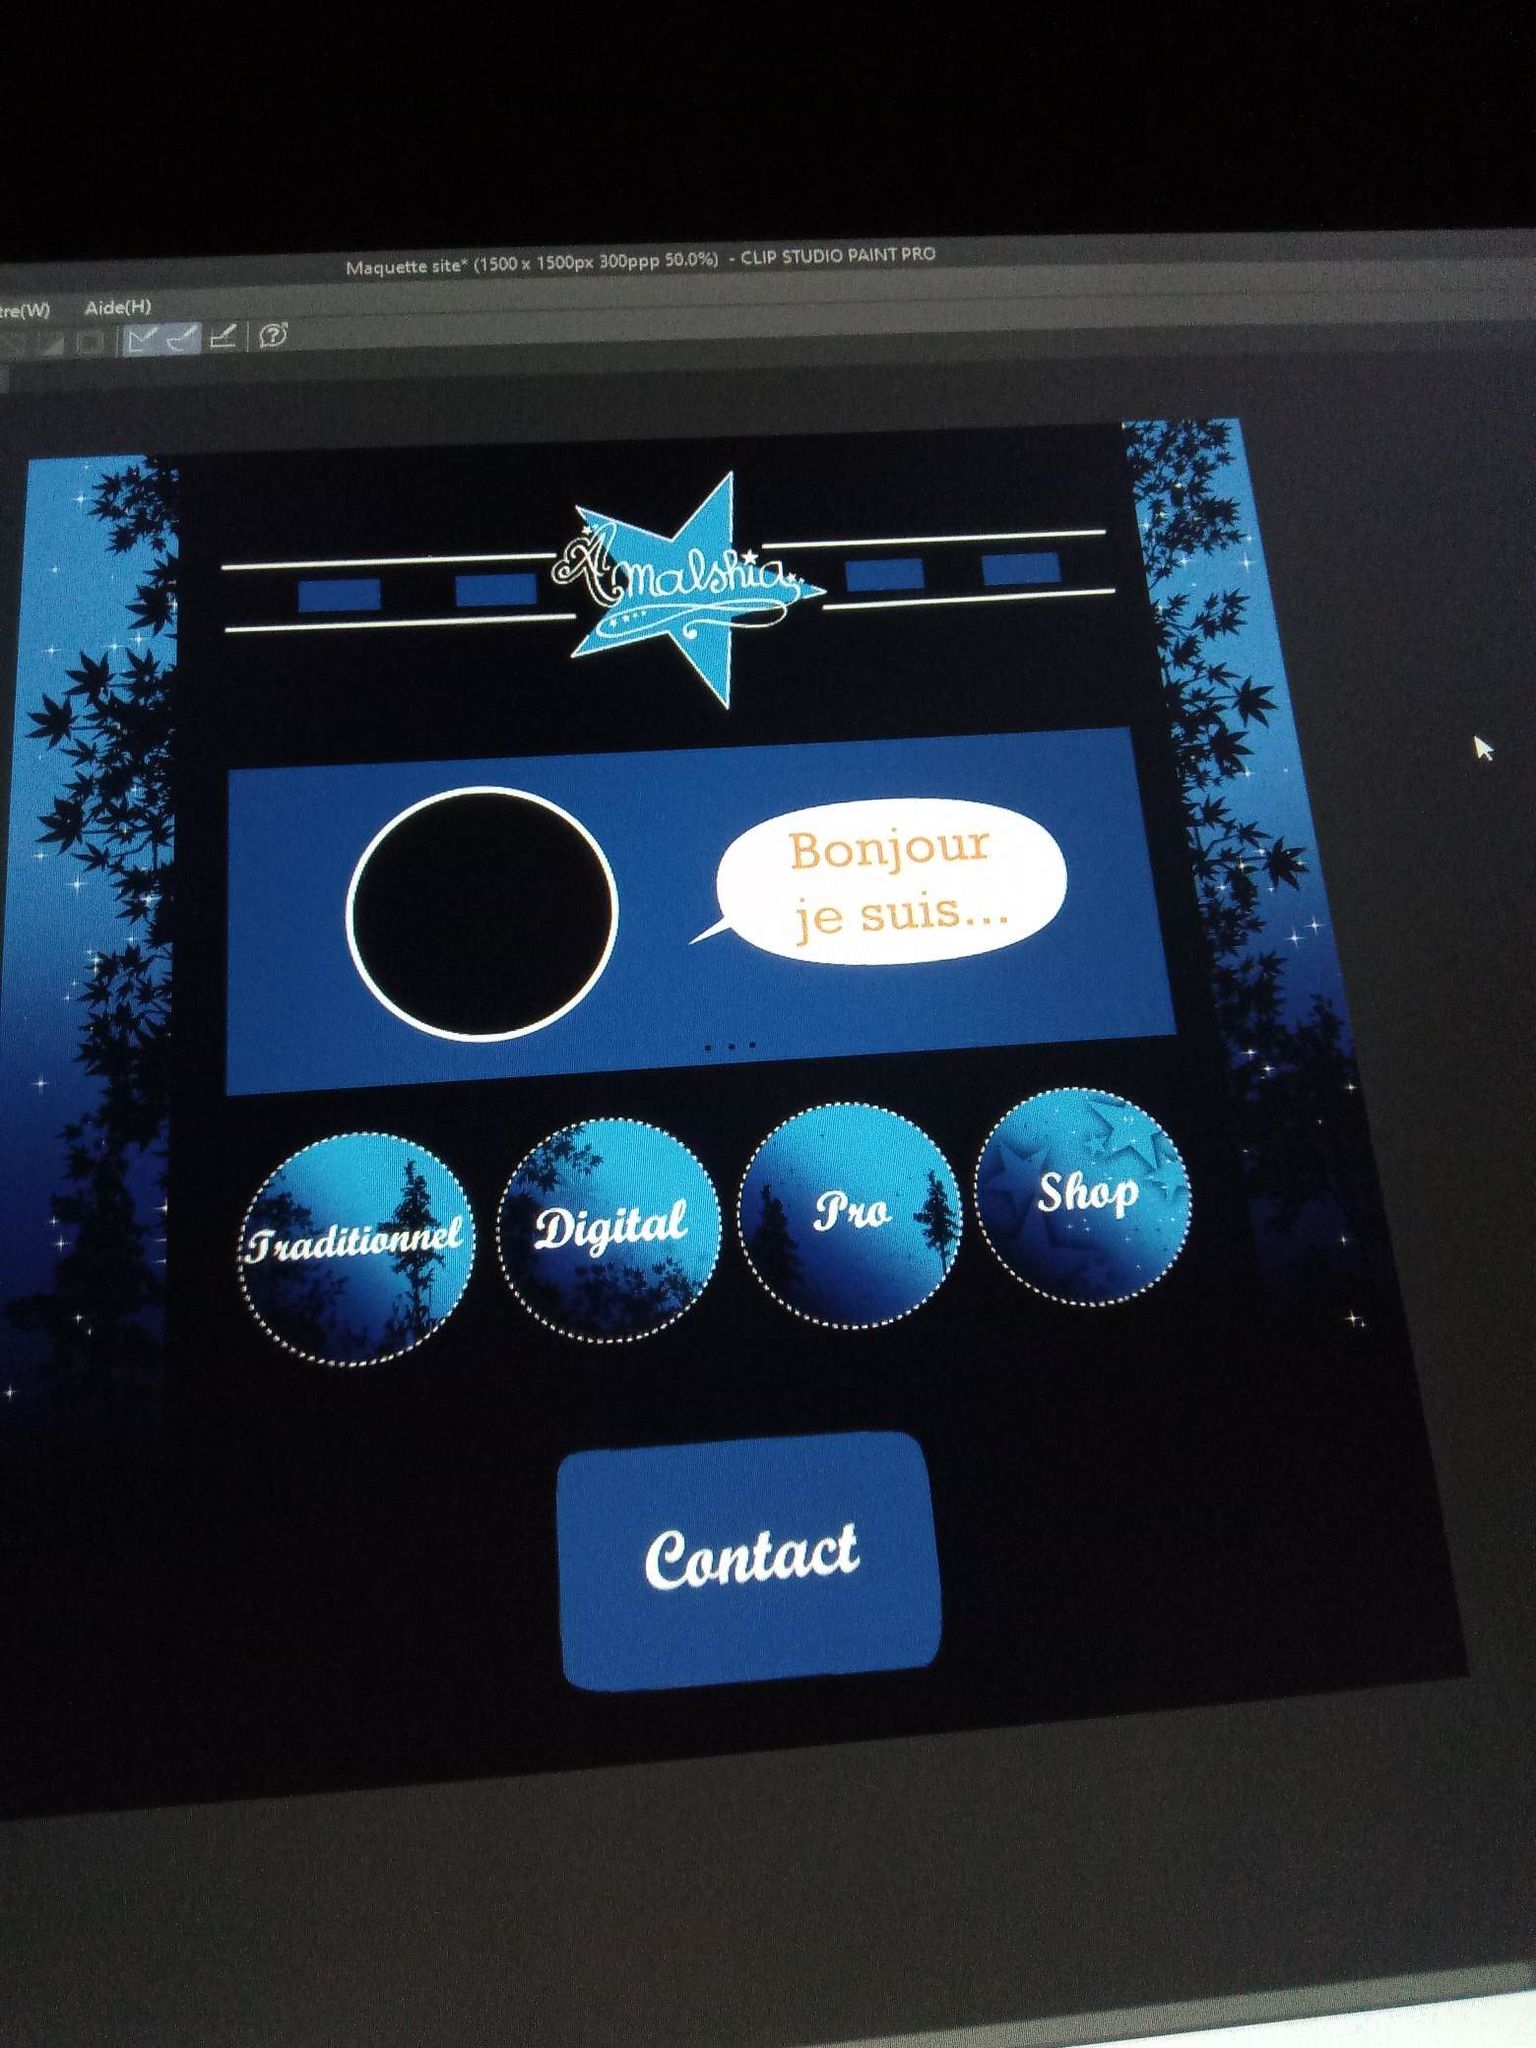 Maquette site* (1500 x 1500px 300ppp 50.0%) - CLIP STUDIO PAINT PRO
tre(W) Aide(H)
Amalshia
Bonjour
je suis...
Traditionnel
Digital
Pro
Shop
Contact